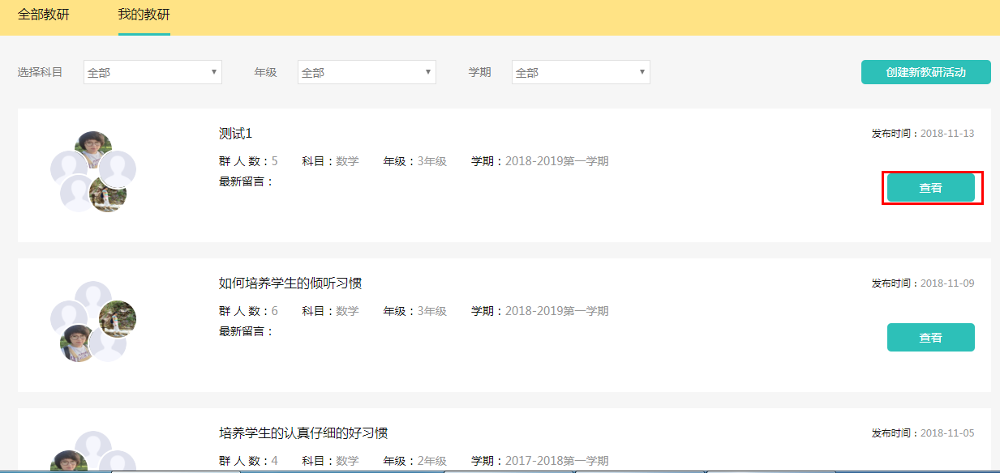 全部教研 我的教研
选择科目 全部 年级 全部 学期 全部 创建新教研活动
测试1 发布时间：2018-11-13
群 人 数：5 科目：数学 年级：3年级 学期：2018-2019第一学期
最新留言：
查看
如何培养学生的倾听习惯 发布时间：2018-11-09
群 人 数：6 科目：数学 年级：3年级 学期：2018-2019第一学期
最新留言：
查看
培养学生的认真仔细的好习惯 发布时间：2018-11-05
群 人 数：4 科目：数学 年级：2年级 学期：2017-2018第一学期